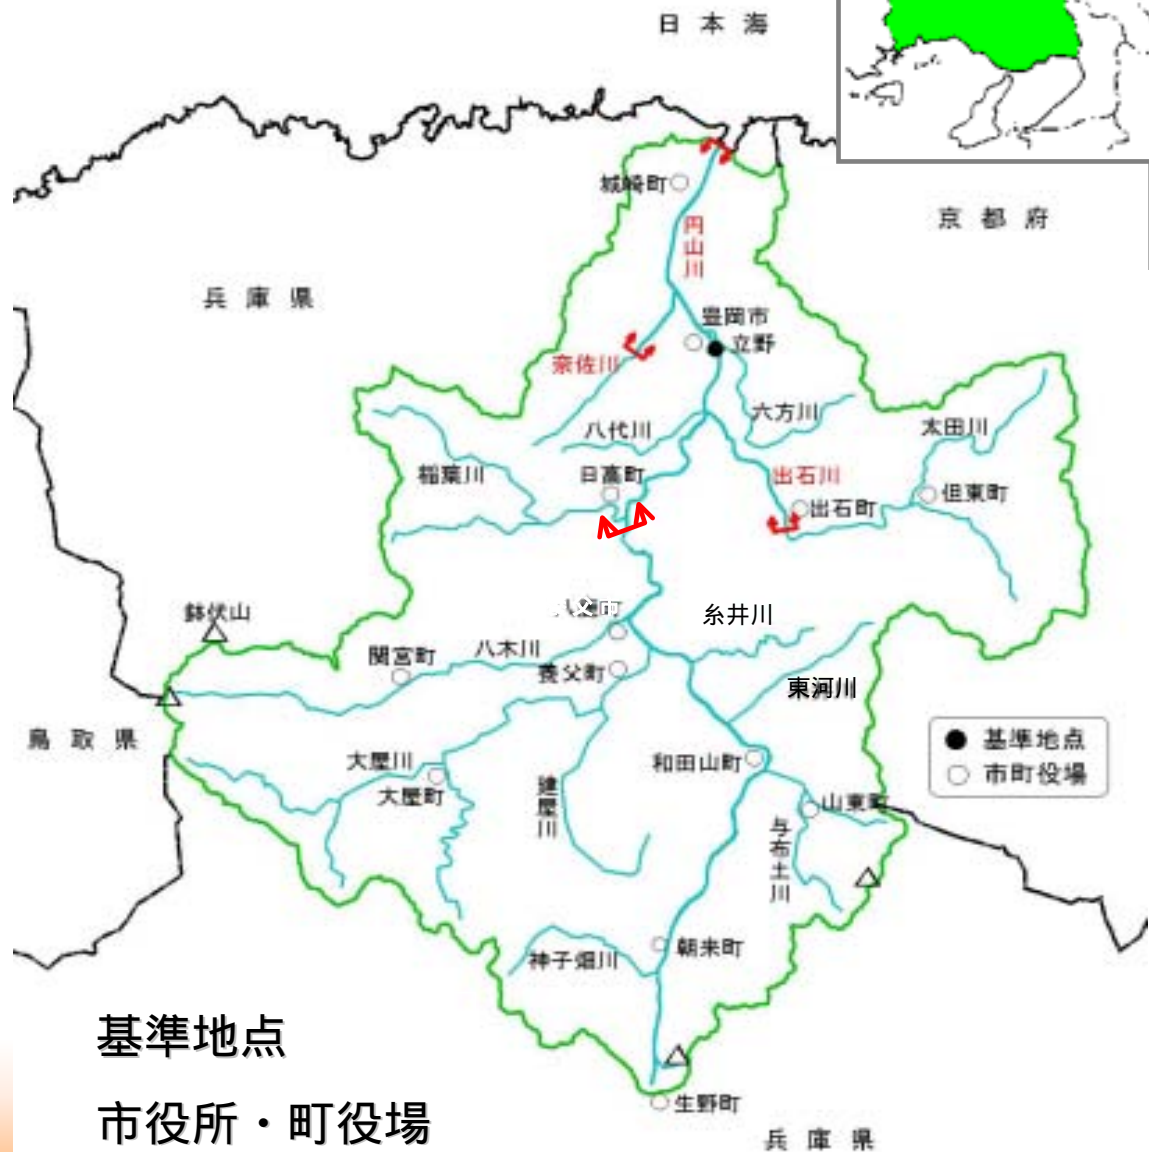 日本海
京都府
兵庫県
城崎町
円山川
豊岡市
立野
奈佐川
八代川
六方川
太田川
稲葉川
日高町
出石川
出石町
但東町
鉢伏山
糸井川
八木川
関宮町
養父町
東河川
鳥取県
大屋川
大屋町
建屋川
和田山町
山東町
与布土川
基準地点
市町役場
朝来町
神子畑川
生野町
兵庫県
基準地点
市役所・町役場